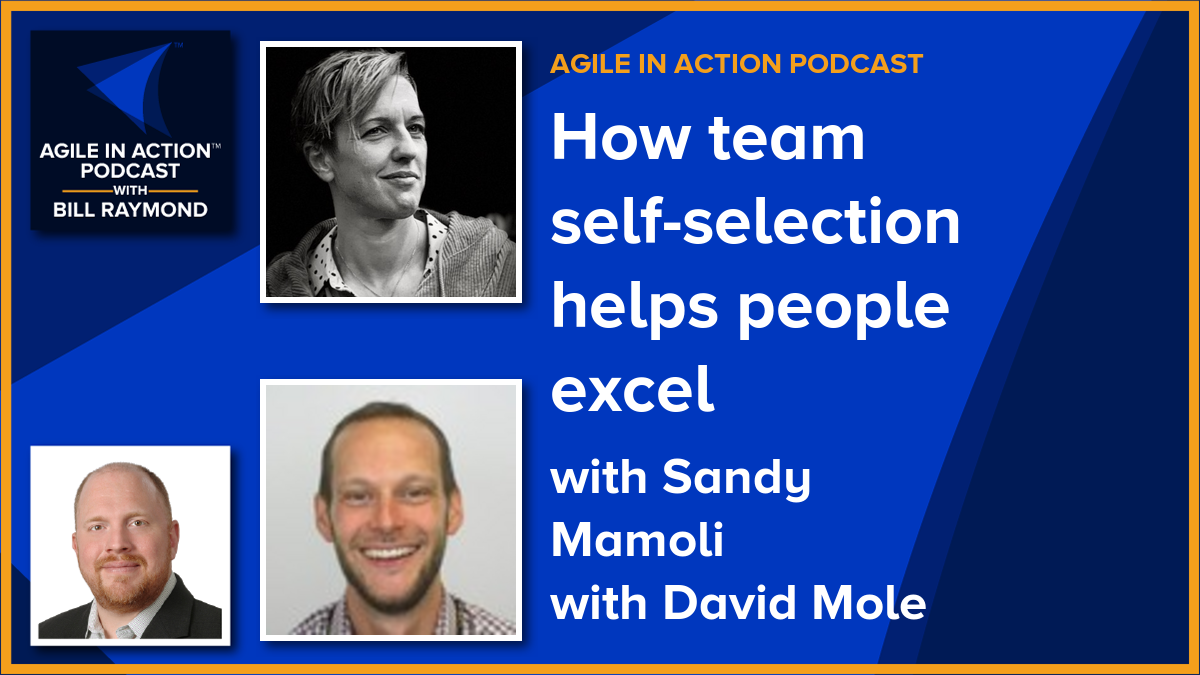 AGILE IN ACTION™
PODCAST
WITH
BILL RAYMOND
AGILE IN ACTION PODCAST
How team
self-selection
helps people
excel
with Sandy
Mamoli
with David Mole